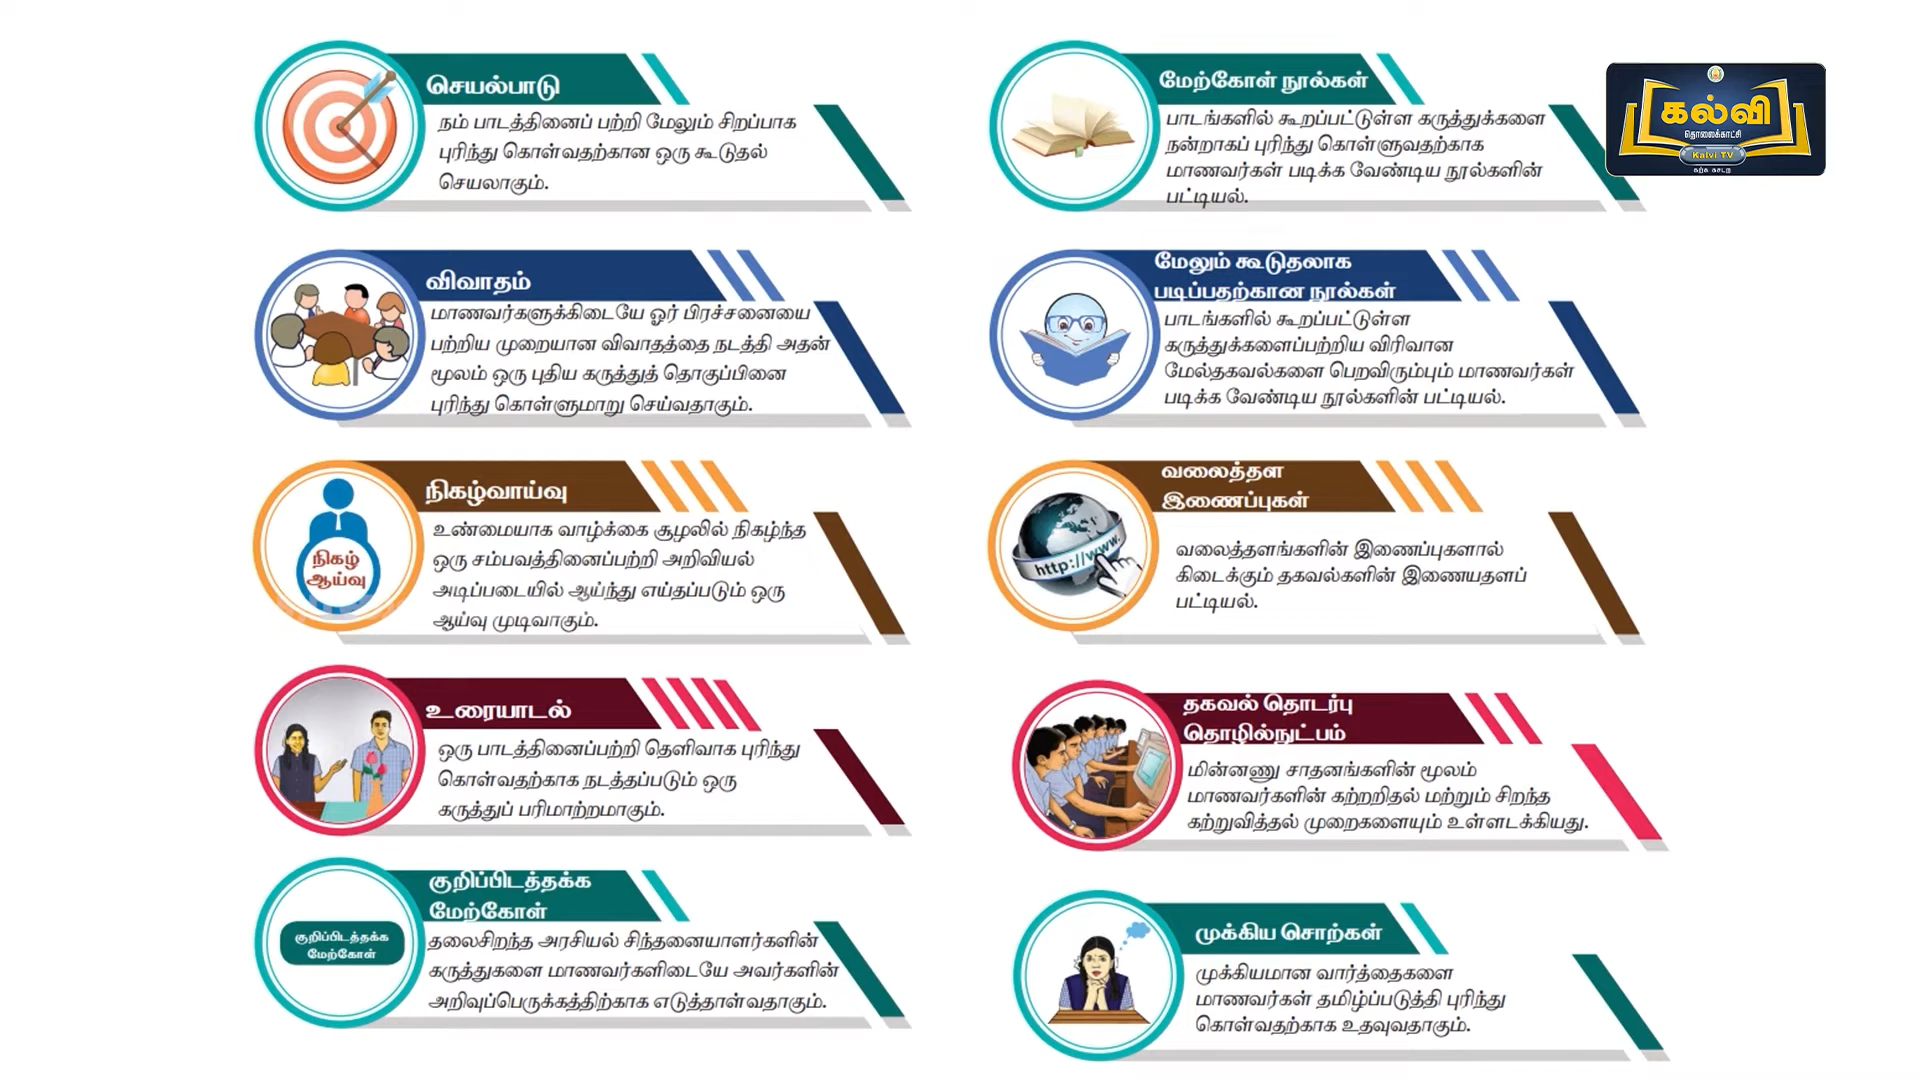 செயல்பாடு
நம் பாடத்தினைப் பற்றி மேலும் சிறப்பாக
புரிந்து கொள்வதற்கான ஒரு கூடுதல்
செயலாகும்.
விவாதம்
மாணவர்களுக்கிடையே ஓர் பிரச்சனையை
பற்றிய முறையான விவாதத்தை நடத்தி அதன்
மூலம் ஒரு புதிய கருத்துத் தொகுப்பினை
புரிந்து கொள்ளுமாறு செய்வதாகும்.
நிகழ்
ஆய்வு
நிகழ்வாய்வு
உண்மையாக வாழ்க்கை சூழலில் நிகழ்ந்த
ஒரு சம்பவத்தினைப்பற்றி அறிவியல்
அடிப்படையில் ஆய்ந்து எய்தப்படும் ஒரு
ஆய்வு முடிவாகும்.
உரையாடல்
ஒரு பாடத்தினைப்பற்றி தெளிவாக புரிந்து
கொள்வதற்காக நடத்தப்படும் ஒரு
கருத்துப் பரிமாற்றமாகும்.
குறிப்பிடத்தக்க
மேற்கோள்
குறிப்பிடத்தக்க
மேற்கோள்
தலைசிறந்த அரசியல் சிந்தனையாளர்களின்
கருத்துகளை மாணவர்களிடையே அவர்களின்
அறிவுப்பெருக்கத்திற்காக எடுத்தாள்வதாகும்.
மேற்கோள் நூல்கள்
பாடங்களில் கூறப்பட்டுள்ள கருத்துக்களை
நன்றாகப் புரிந்து கொள்ளுவதற்காக
மாணவர்கள் படிக்க வேண்டிய நூல்களின்
பட்டியல்.
மேலும் கூடுதலாக
படிப்பதற்கான நூல்கள்
பாடங்களில் கூறப்பட்டுள்ள
கருத்துக்களைப்பற்றிய விரிவான
மேல்தகவல்களை பெறவிரும்பும் மாணவர்கள்
படிக்க வேண்டிய நூல்களின் பட்டியல்.
http://www.
வலைத்தள
இணைப்புகள்
வலைத்தளங்களின் இணைப்புகளால்
கிடைக்கும் தகவல்களின் இணையதளப்
பட்டியல்.
தகவல் தொடர்பு
தொழில்நுட்பம்
மின்னணு சாதனங்களின் மூலம்
மாணவர்களின் கற்றறிதல் மற்றும் சிறந்த
கற்றுவித்தல் முறைகளையும் உள்ளடக்கியது.
முக்கிய சொற்கள்
முக்கியமான வார்த்தைகளை
மாணவர்கள் தமிழ்ப்படுத்தி புரிந்து
கொள்வதற்காக உதவுவதாகும்.
கல்வி
தொலைக்காட்சி
Kalvi TV
கற்க கசடற